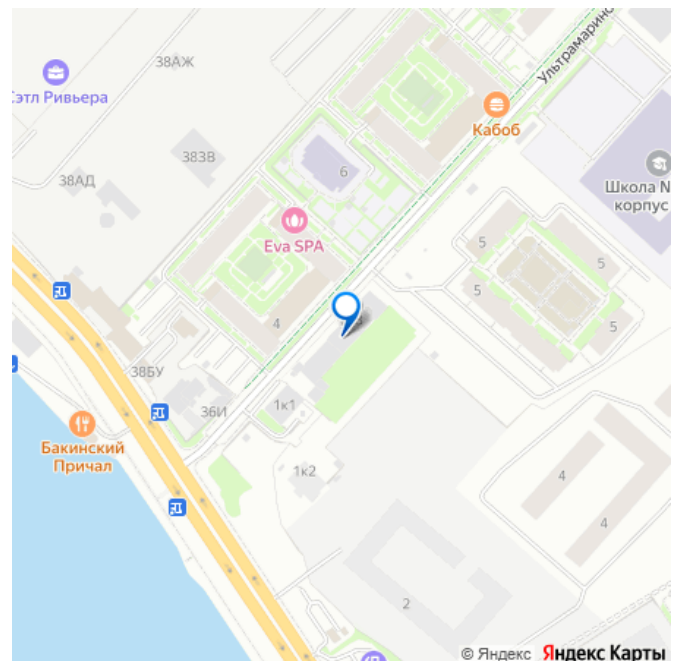 38АЖ
Сэтл Ривьера
Ультрамарино
Кабоб
383В
6
Школа N
корпус
38АД
Eva SPA
5
5
5
5
4
38БУ
36И
1к1
Бакинский
Причал
1к2
4
4
2
© Яндекс Яндекс Карты